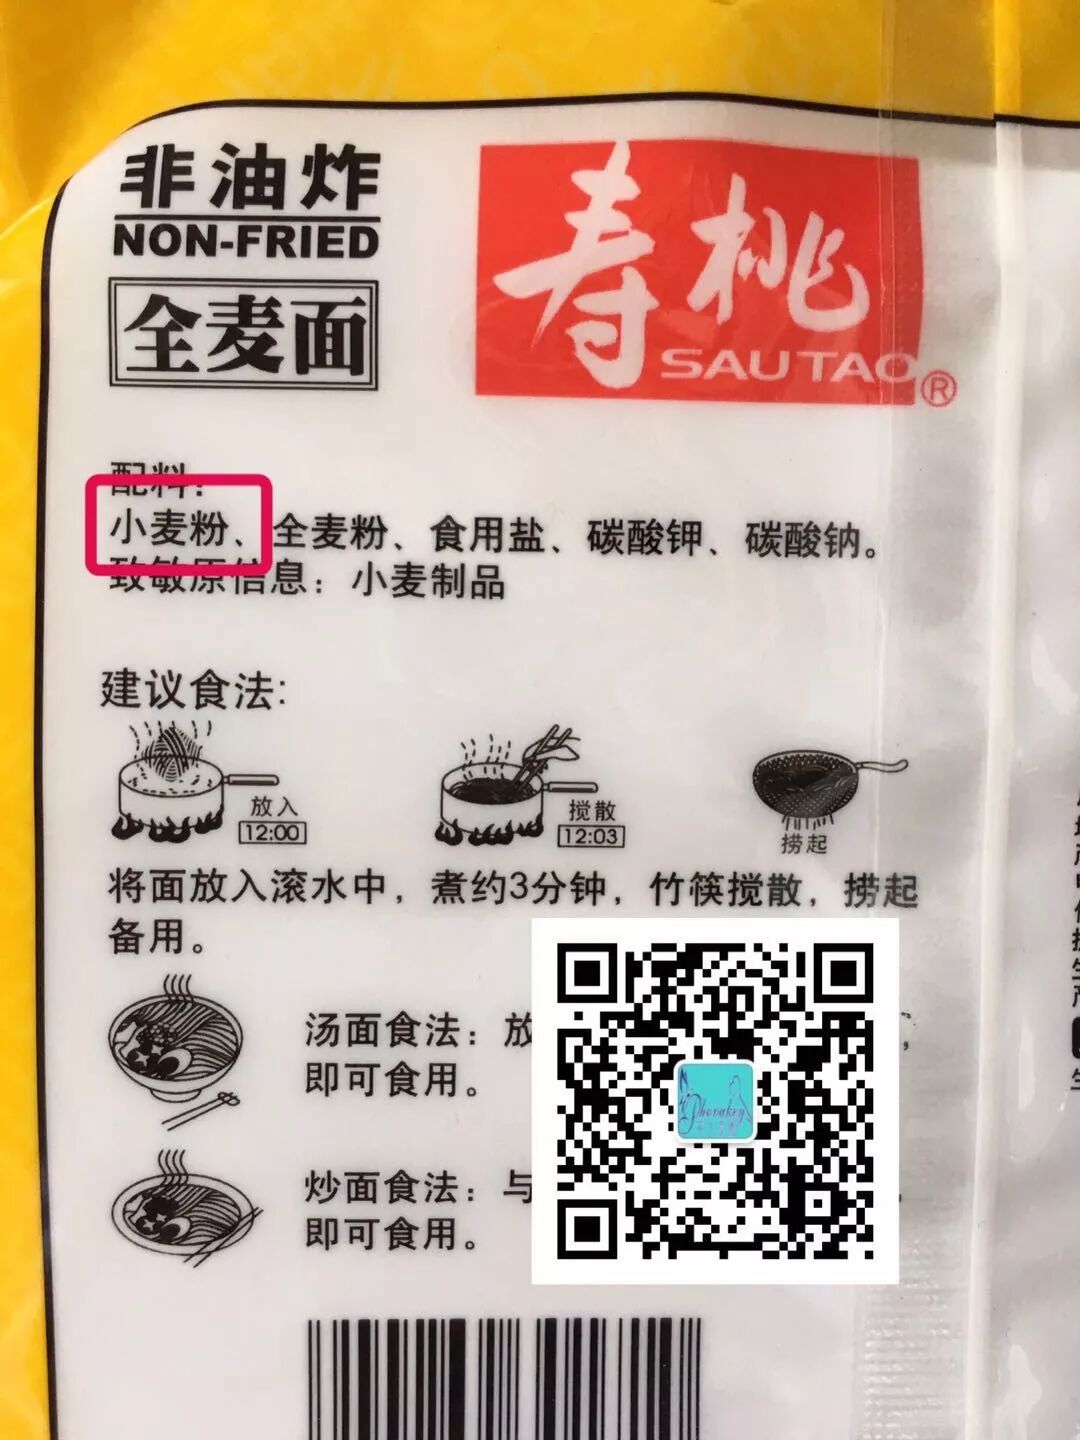 非油炸
NON-FRIED
全麦面
寿桃
SAU TAO®
配料:
小麦粉、全麦粉、食用盐、碳酸钾、碳酸钠。
致敏原信息：小麦制品
建议食法:
放入
12:00
搅散
12:03
捞起
将面放入滚水中，煮约3分钟，竹筷搅散，捞起
备用。
汤面食法：放
即可食用。
炒面食法：与
即可食用。